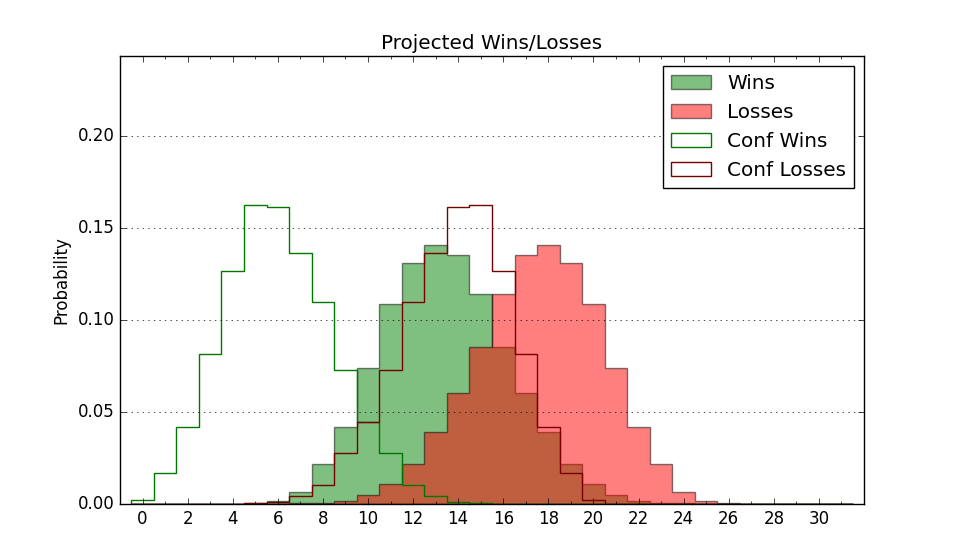 Projected Wins/Losses
Wins
Losses
Conf Wins
Conf Losses
Probability
0.20
0.15
0.10
0.05
0.00
0 2 4 6 8 10 12 14 16 18 20 22 24 26 28 30